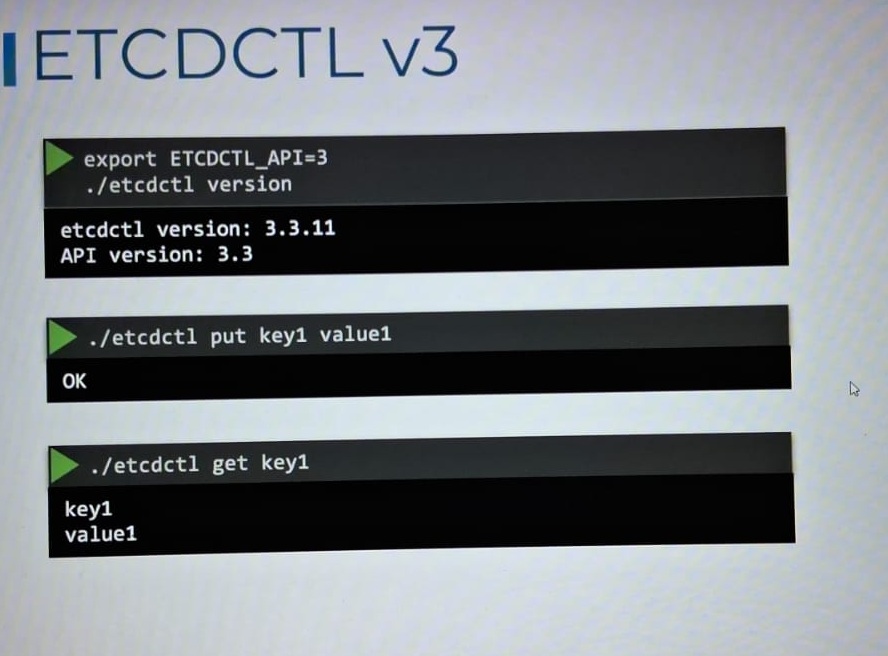 ETCDCTL v3
export ETCDCTL_API=3
./etcdctl version
etcdctl version: 3.3.11
API version: 3.3
./etcdctl put key1 value1
OK
./etcdctl get key1
key1
value1